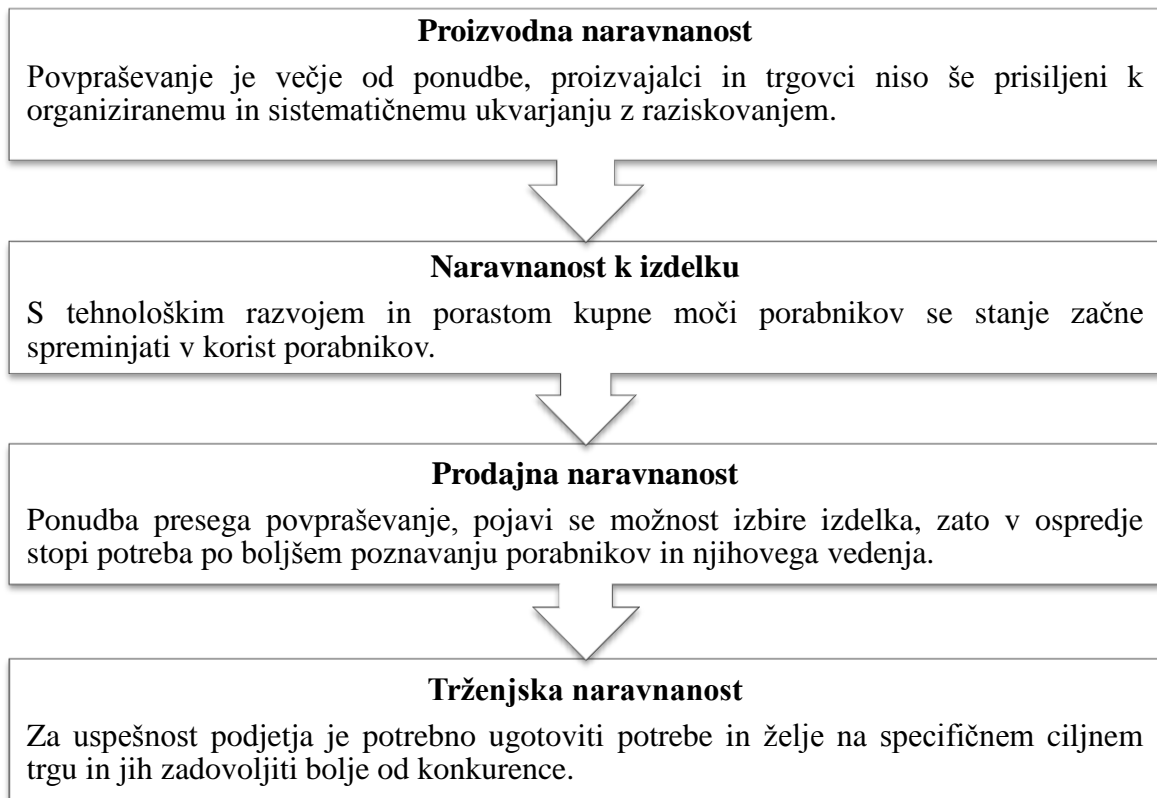 Proizvodna naravnanost
Povpraševanje je večje od ponudbe, proizvajalci in trgovci niso še prisiljeni k
organiziranemu in sistematičnemu ukvarjanju z raziskovanjem.
Naravnanost k izdelku
S tehnološkim razvojem in porastom kupne moči porabnikov se stanje začne
spreminjati v korist porabnikov.
Prodajna naravnanost
Ponudba presega povpraševanje, pojavi se možnost izbire izdelka, zato v ospredje
stopi potreba po boljšem poznavanju porabnikov in njihovega vedenja.
Trženjska naravnanost
Za uspešnost podjetja je potrebno ugotoviti potrebe in želje na specifičnem ciljnem
trgu in jih zadovoljiti bolje od konkurence.